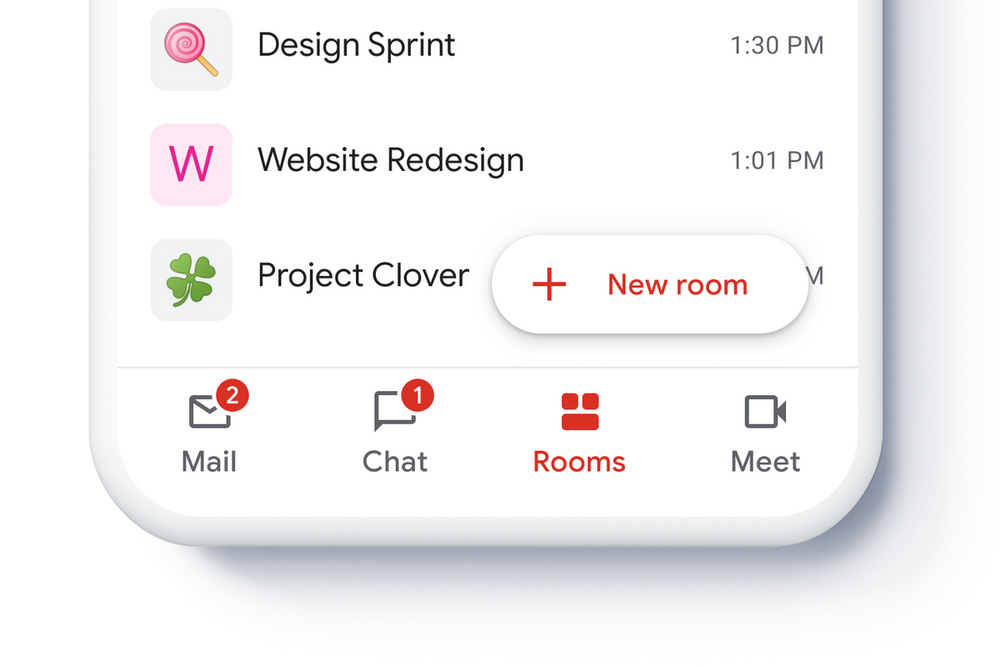 Design Sprint 1:30 PM
W Website Redesign 1:01 PM
Project Clover + New room M
2 1
Mail Chat Rooms Meet